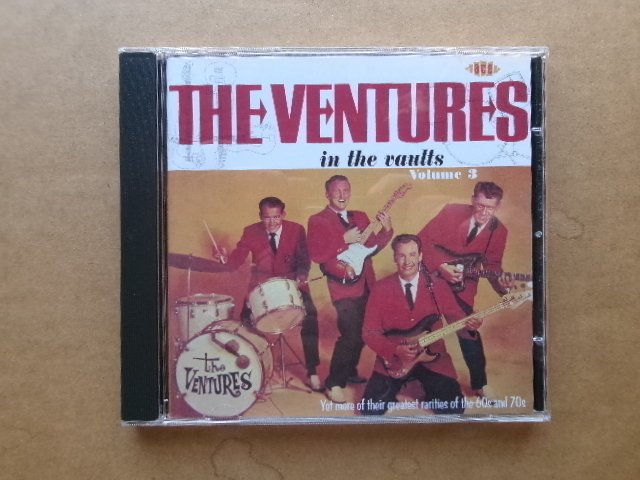 ace
THE VENTURES
in the vaults
Volume 3
the
VENTURES
Yet more of their greatest rarities of the 60s and 70s